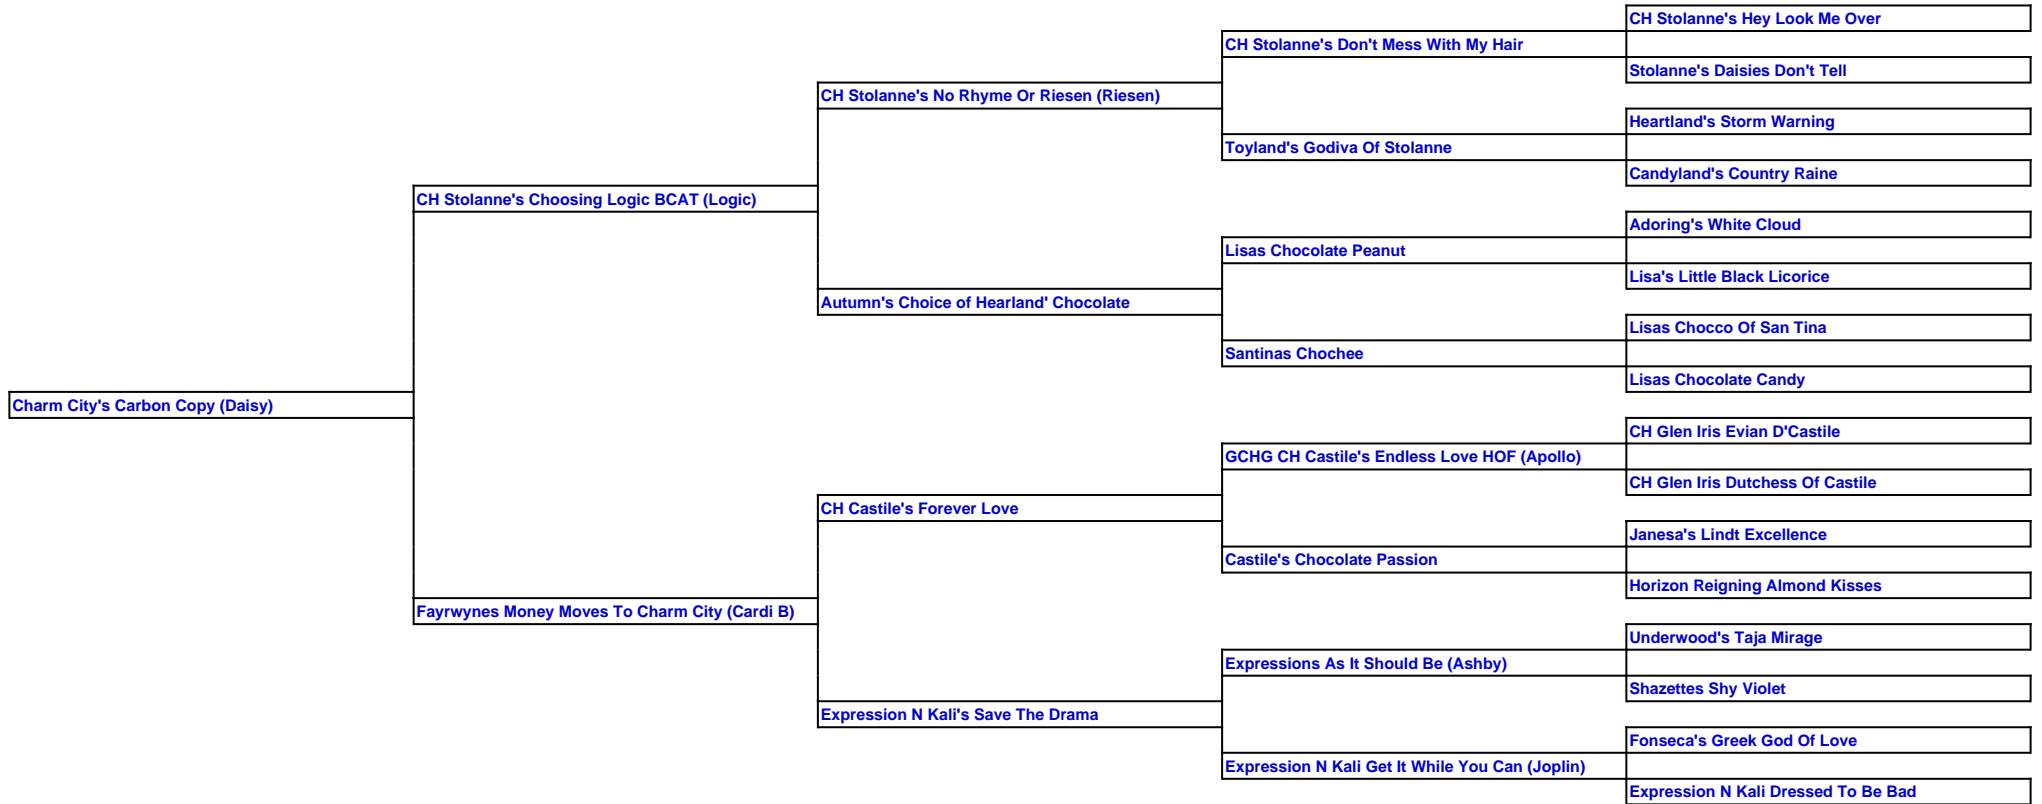 CH Stolanne's Hey Look Me Over
CH Stolanne's Don't Mess With My Hair
Stolanne's Daisies Don't Tell
CH Stolanne's No Rhyme Or Riesen (Riesen)
Heartland's Storm Warning
Toyland's Godiva Of Stolanne
Candyland's Country Raine
CH Stolanne's Choosing Logic BCAT (Logic)
Adoring's White Cloud
Lisas Chocolate Peanut
Lisa's Little Black Licorice
Autumn's Choice of Hearland' Chocolate
Lisas Chocco Of San Tina
Santinas Chochee
Lisas Chocolate Candy
Charm City's Carbon Copy (Daisy)
CH Glen Iris Evian D'Castile
GCHG CH Castile's Endless Love HOF (Apollo)
CH Glen Iris Dutchess Of Castile
CH Castile's Forever Love
Janesa's Lindt Excellence
Castile's Chocolate Passion
Horizon Reigning Almond Kisses
Fayrwynes Money Moves To Charm City (Cardi B)
Underwood's Taja Mirage
Expressions As It Should Be (Ashby)
Shazettes Shy Violet
Expression N Kali's Save The Drama
Fonseca's Greek God Of Love
Expression N Kali Get It While You Can (Joplin)
Expression N Kali Dressed To Be Bad